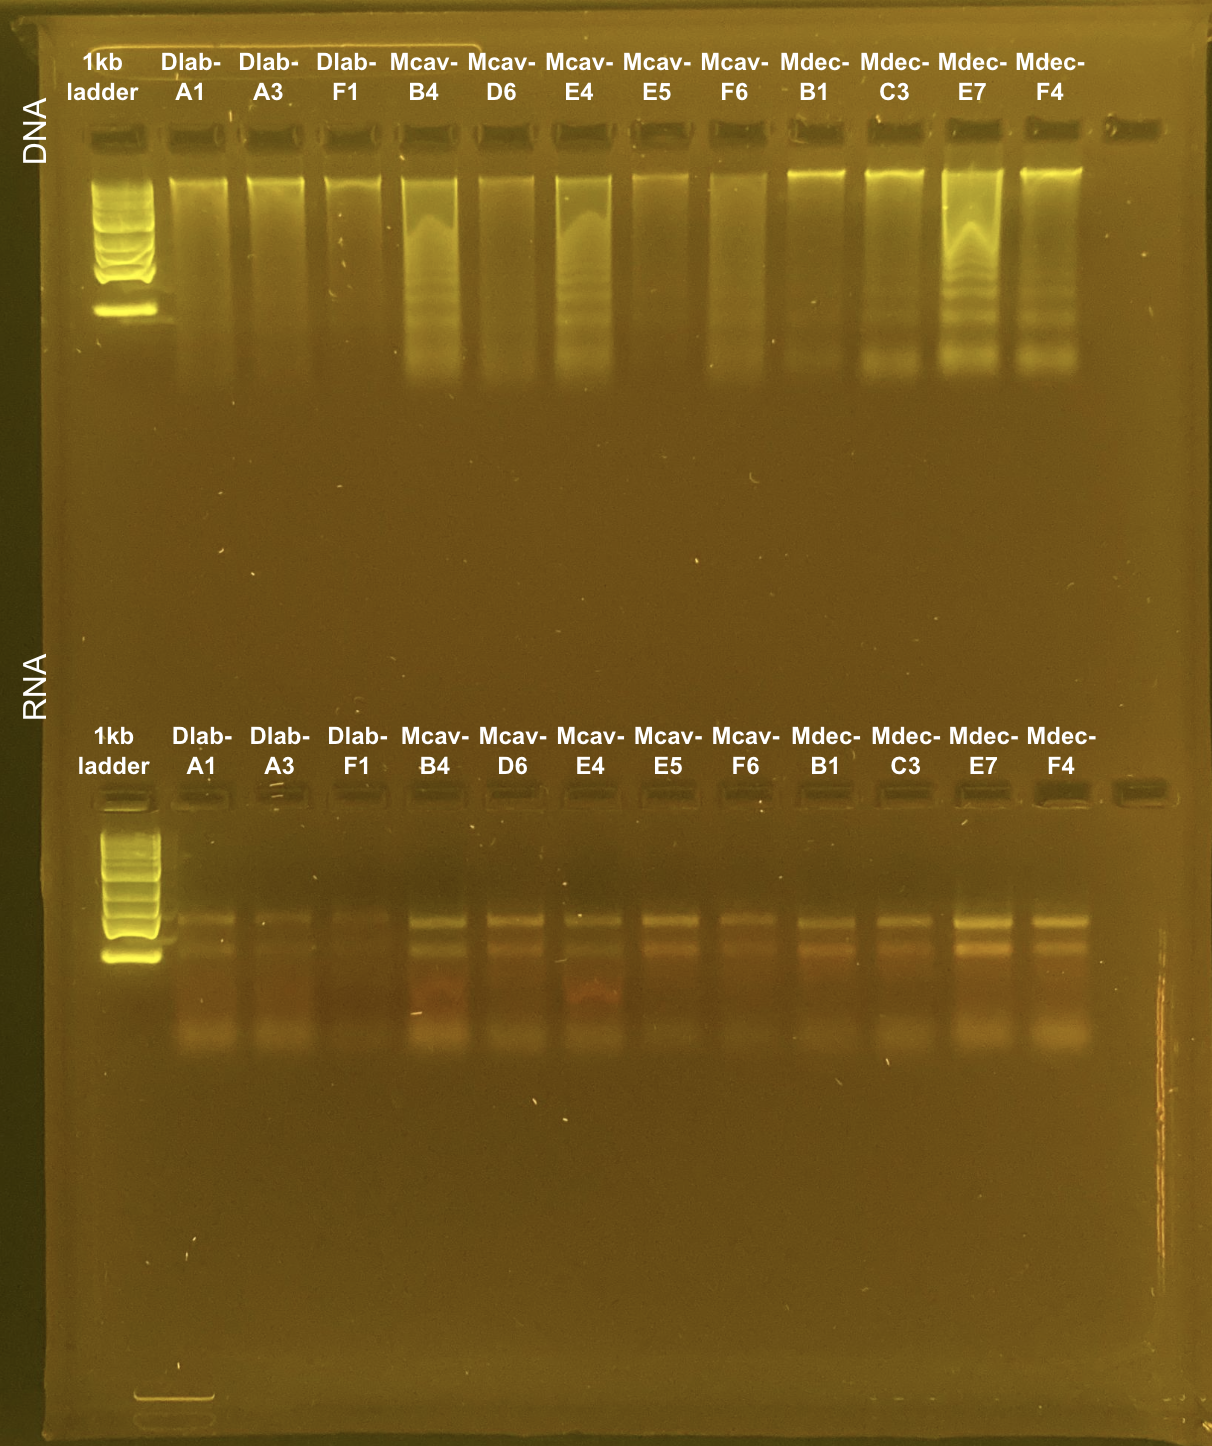 1kb Dlab- Dlab- Dlab- Mcav- Mcav- Mcav- Mcav- Mcav- Mdec- Mdec- Mdec- Mdec-
ladder A1 A3 F1 B4 D6 E4 E5 F6 B1 C3 E7 F4
DNA
RNA
1kb Dlab- Dlab- Dlab- Mcav- Mcav- Mcav- Mcav- Mcav- Mdec- Mdec- Mdec- Mdec-
ladder A1 A3 F1 B4 D6 E4 E5 F6 B1 C3 E7 F4